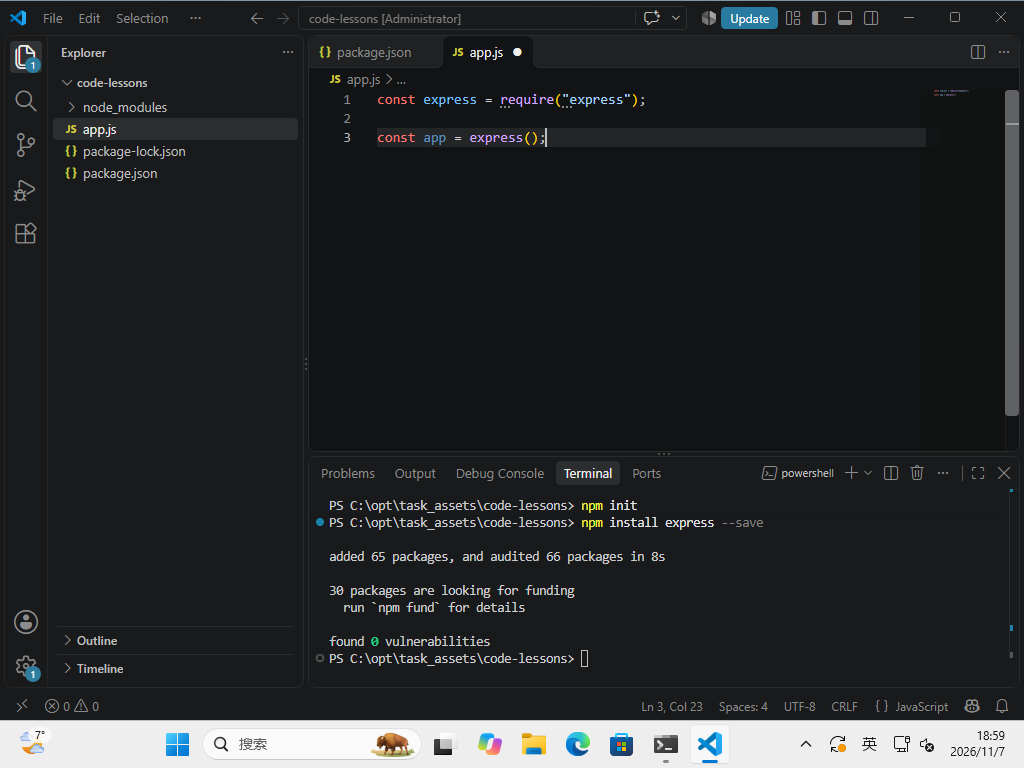 File Edit Selection ···
code-lessons [Administrator]
Update
Explorer ···
code-lessons
node_modules
JS app.js
{} package-lock.json
{} package.json
Outline
Timeline
1
1
{} package.json
JS app.js
JS app.js > ...
1 const express = require("express");
2
3 const app = express();
Problems Output Debug Console Terminal Ports
powershell
PS C:\opt\task_assets\code-lessons> npm init
PS C:\opt\task_assets\code-lessons> npm install express --save
added 65 packages, and audited 66 packages in 8s
30 packages are looking for funding
run `npm fund` for details
found 0 vulnerabilities
PS C:\opt\task_assets\code-lessons>
0 0
Ln 3, Col 23 Spaces: 4 UTF-8 CRLF {} JavaScript
7°
搜索
英
18:59
2026/11/7